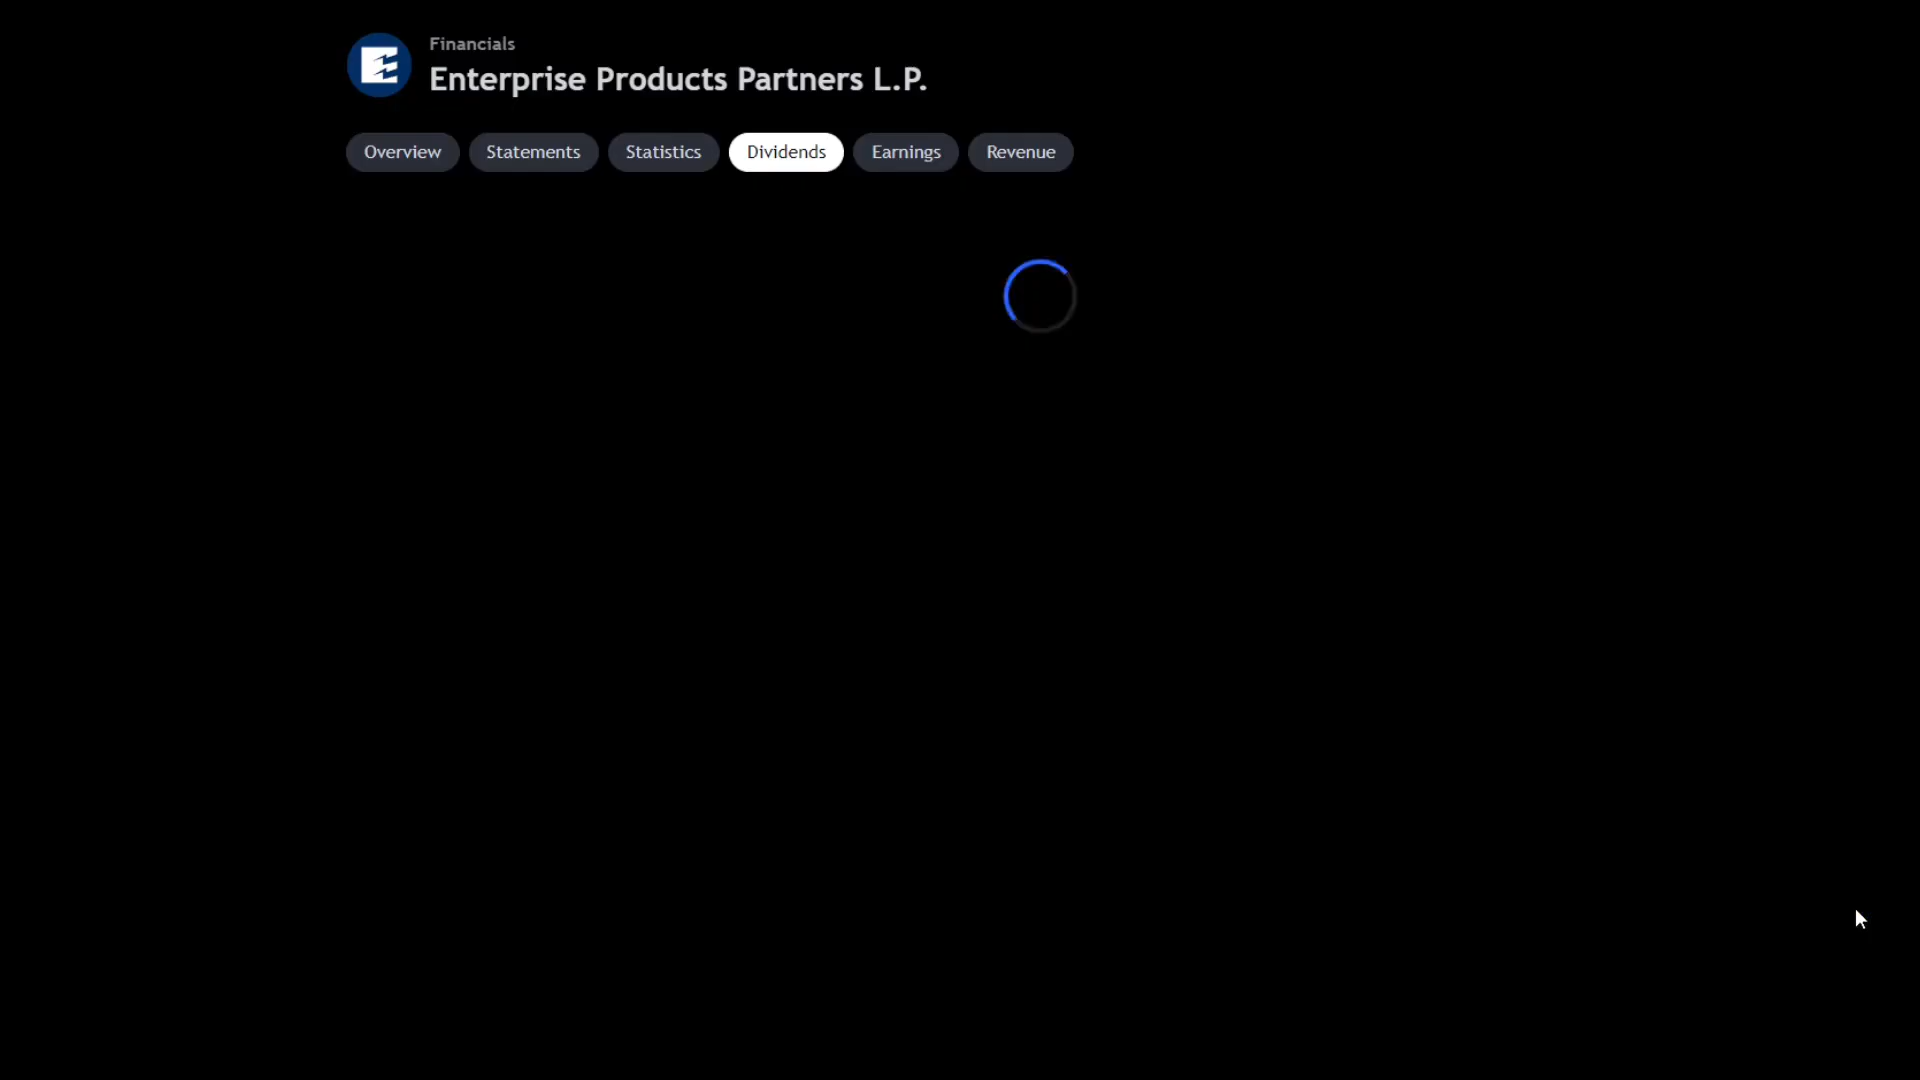 Financials
Enterprise Products Partners L.P.
Overview Statements Statistics Dividends Earnings Revenue